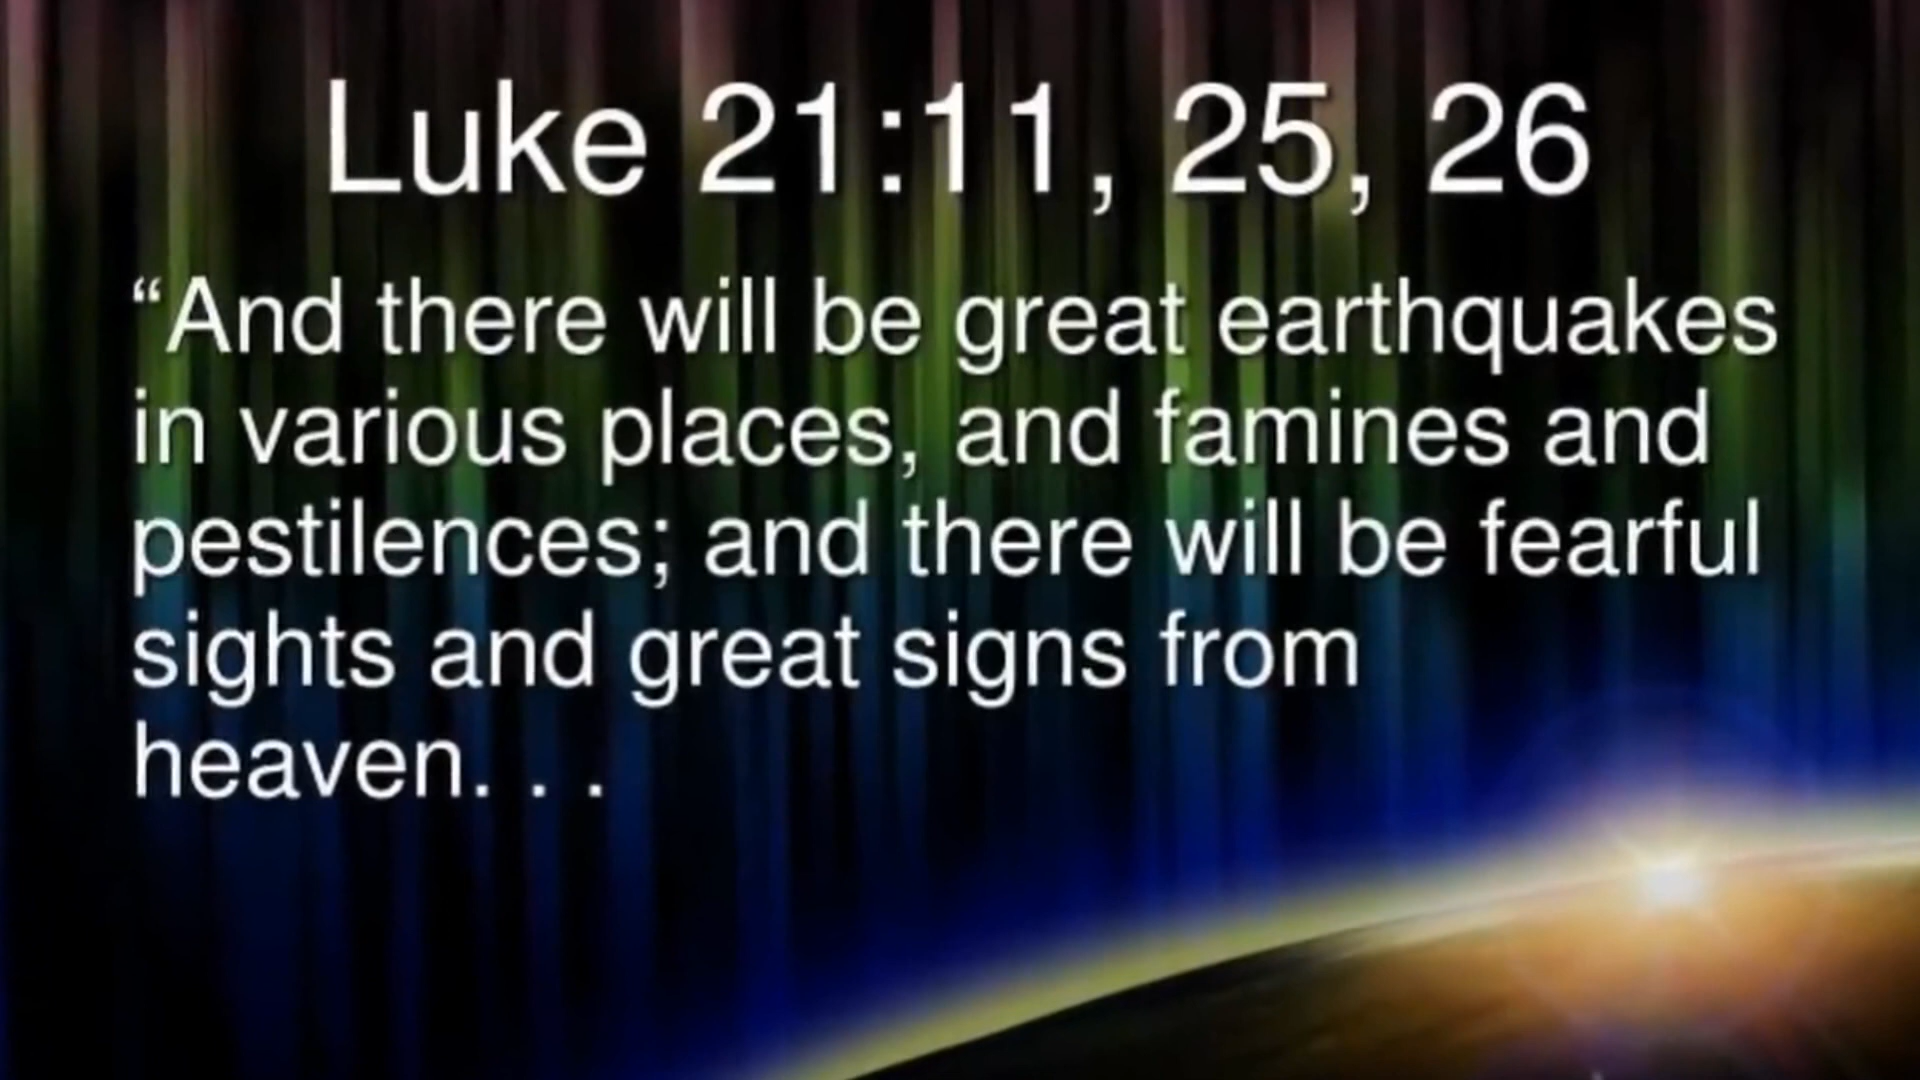 Luke 21:11, 25, 26
“And there will be great earthquakes
in various places, and famines and
pestilences; and there will be fearful
sights and great signs from
heaven. . .